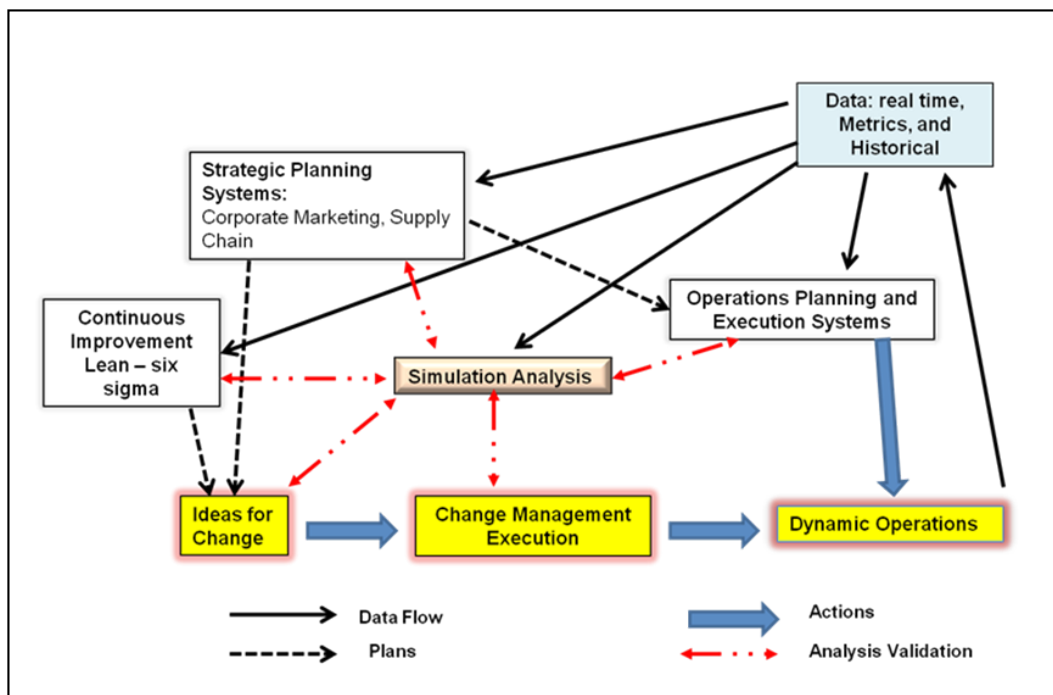 Data: real time,
Metrics, and
Historical
Strategic Planning
Systems:
Corporate Marketing, Supply
Chain
Operations Planning and
Execution Systems
Continuous
Improvement
Lean – six
sigma
Simulation Analysis
Ideas for
Change
Change Management
Execution
Dynamic Operations
Data Flow
Actions
Plans
Analysis Validation